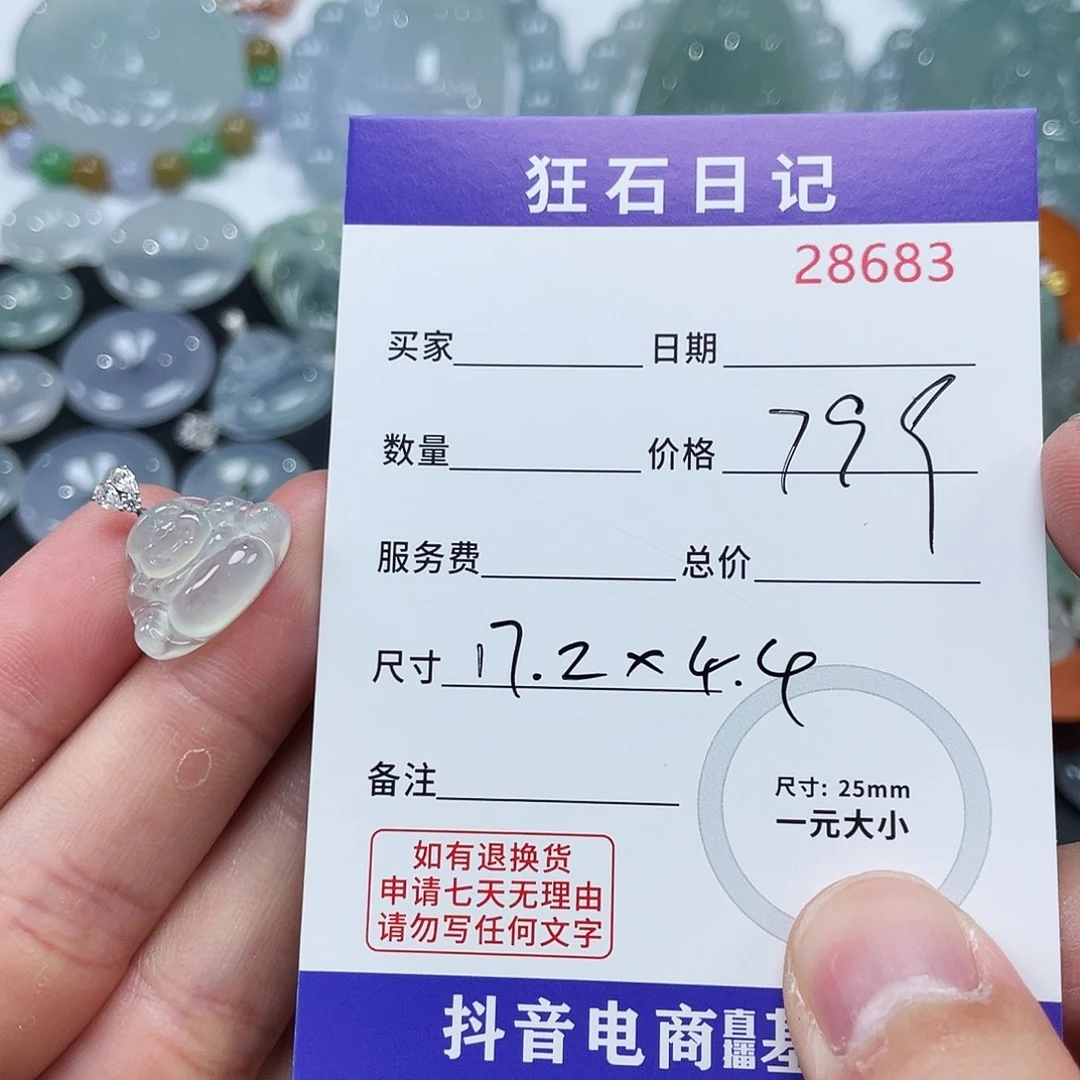 狂石日记
28683
买家 日期
数量 价格 799
服务费 总价
尺寸 17.2×4.4
尺寸: 25mm
一元大小
备注
如有退换货
申请七天无理由
请勿写任何文字
抖音电商直播基